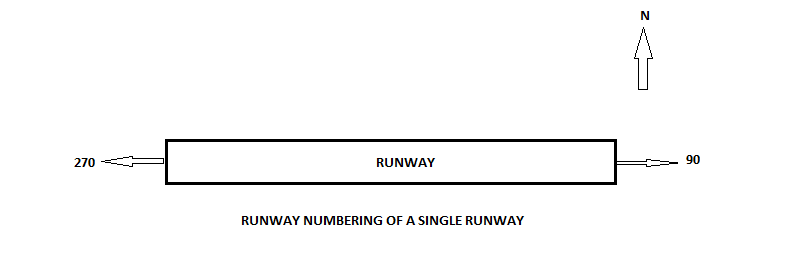 N
270
RUNWAY
90
RUNWAY NUMBERING OF A SINGLE RUNWAY